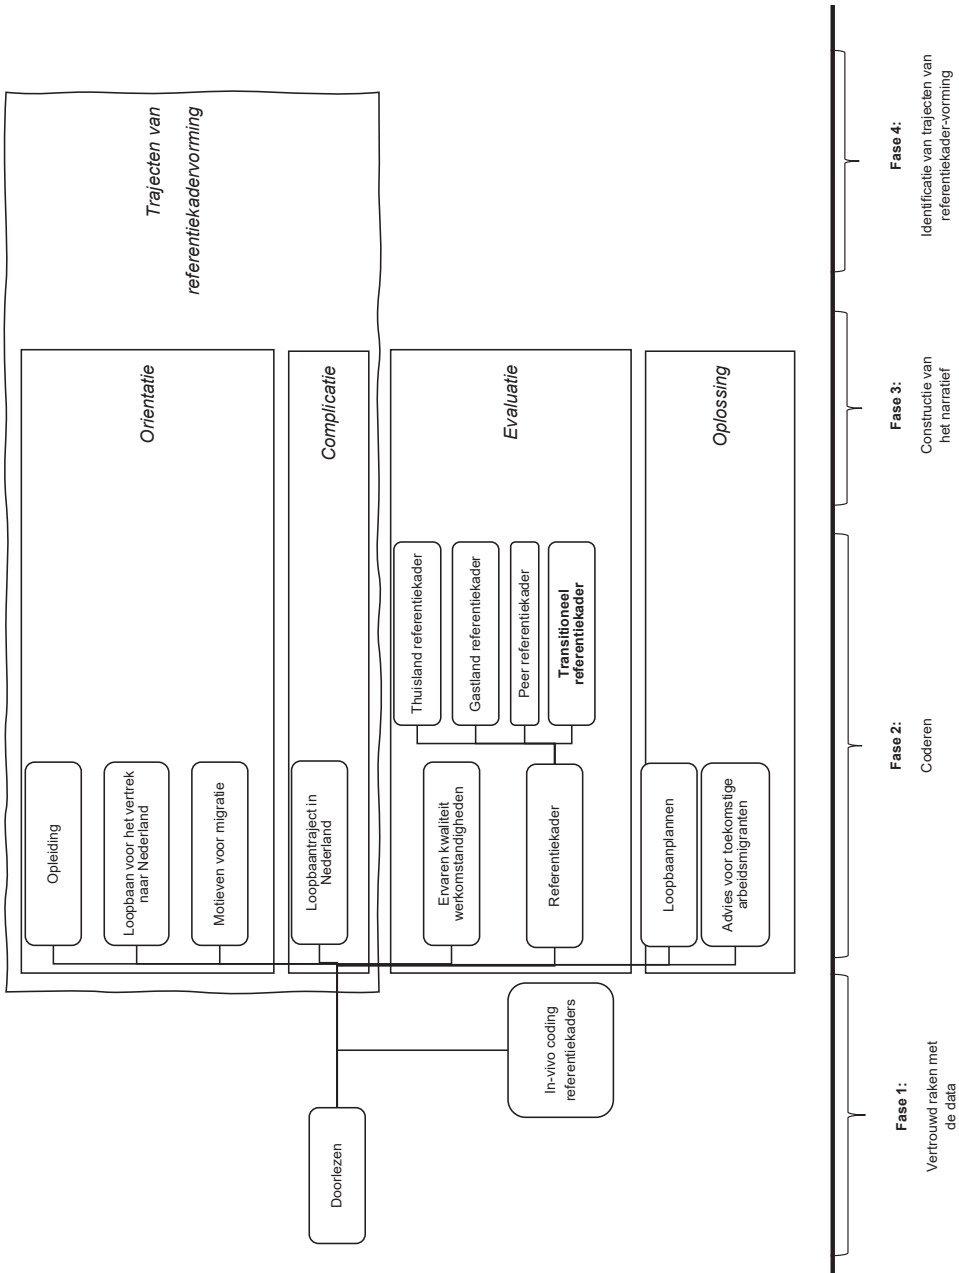 Trajecten van
referentiekadervorming
Orientatie
Opleiding
Loopbaan voor het vertrek
naar Nederland
Motieven voor migratie
Complicatie
Loopbaantraject in
Nederland
Evaluatie
Ervaren kwaliteit
werkomstandigheden
Referentiekader
Thuisland referentiekader
Gastland referentiekader
Peer referentiekader
Transitioneel
referentiekader
Oplossing
Loopbaanplannen
Advies voor toekomstige
arbeidsmigranten
Doorlezen
In-vivo coding
referentiekaders
Fase 1:
Vertrouwd raken met
de data
Fase 2:
Coderen
Fase 3:
Constructie van
het narratief
Fase 4:
Identificatie van trajecten van
referentiekader-vorming